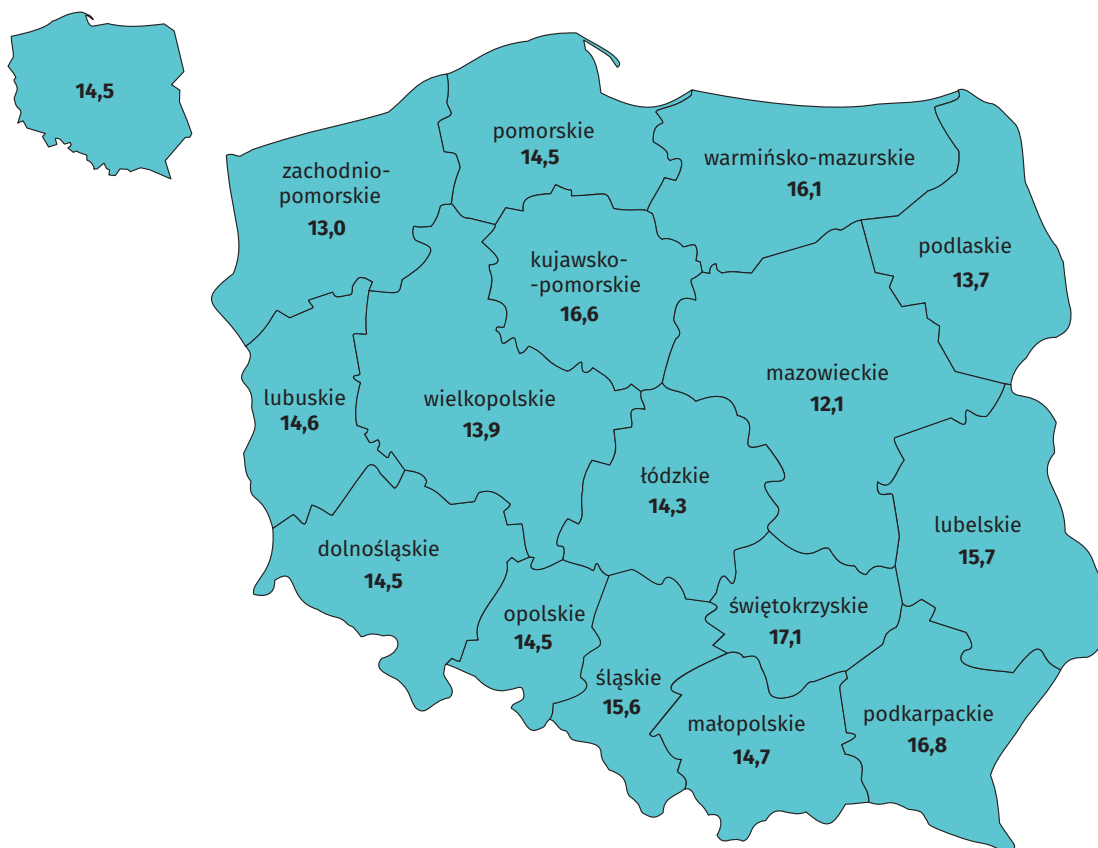 14,5
pomorskie
14,5
warmińsko-mazurskie
16,1
zachodnio-
pomorskie
13,0
podlaskie
13,7
kujawsko-
-pomorskie
16,6
mazowieckie
12,1
lubuskie
14,6
wielkopolskie
13,9
łódzkie
14,3
lubelskie
15,7
dolnośląskie
14,5
opolskie
14,5
świętokrzyskie
17,1
śląskie
15,6
małopolskie
14,7
podkarpackie
16,8